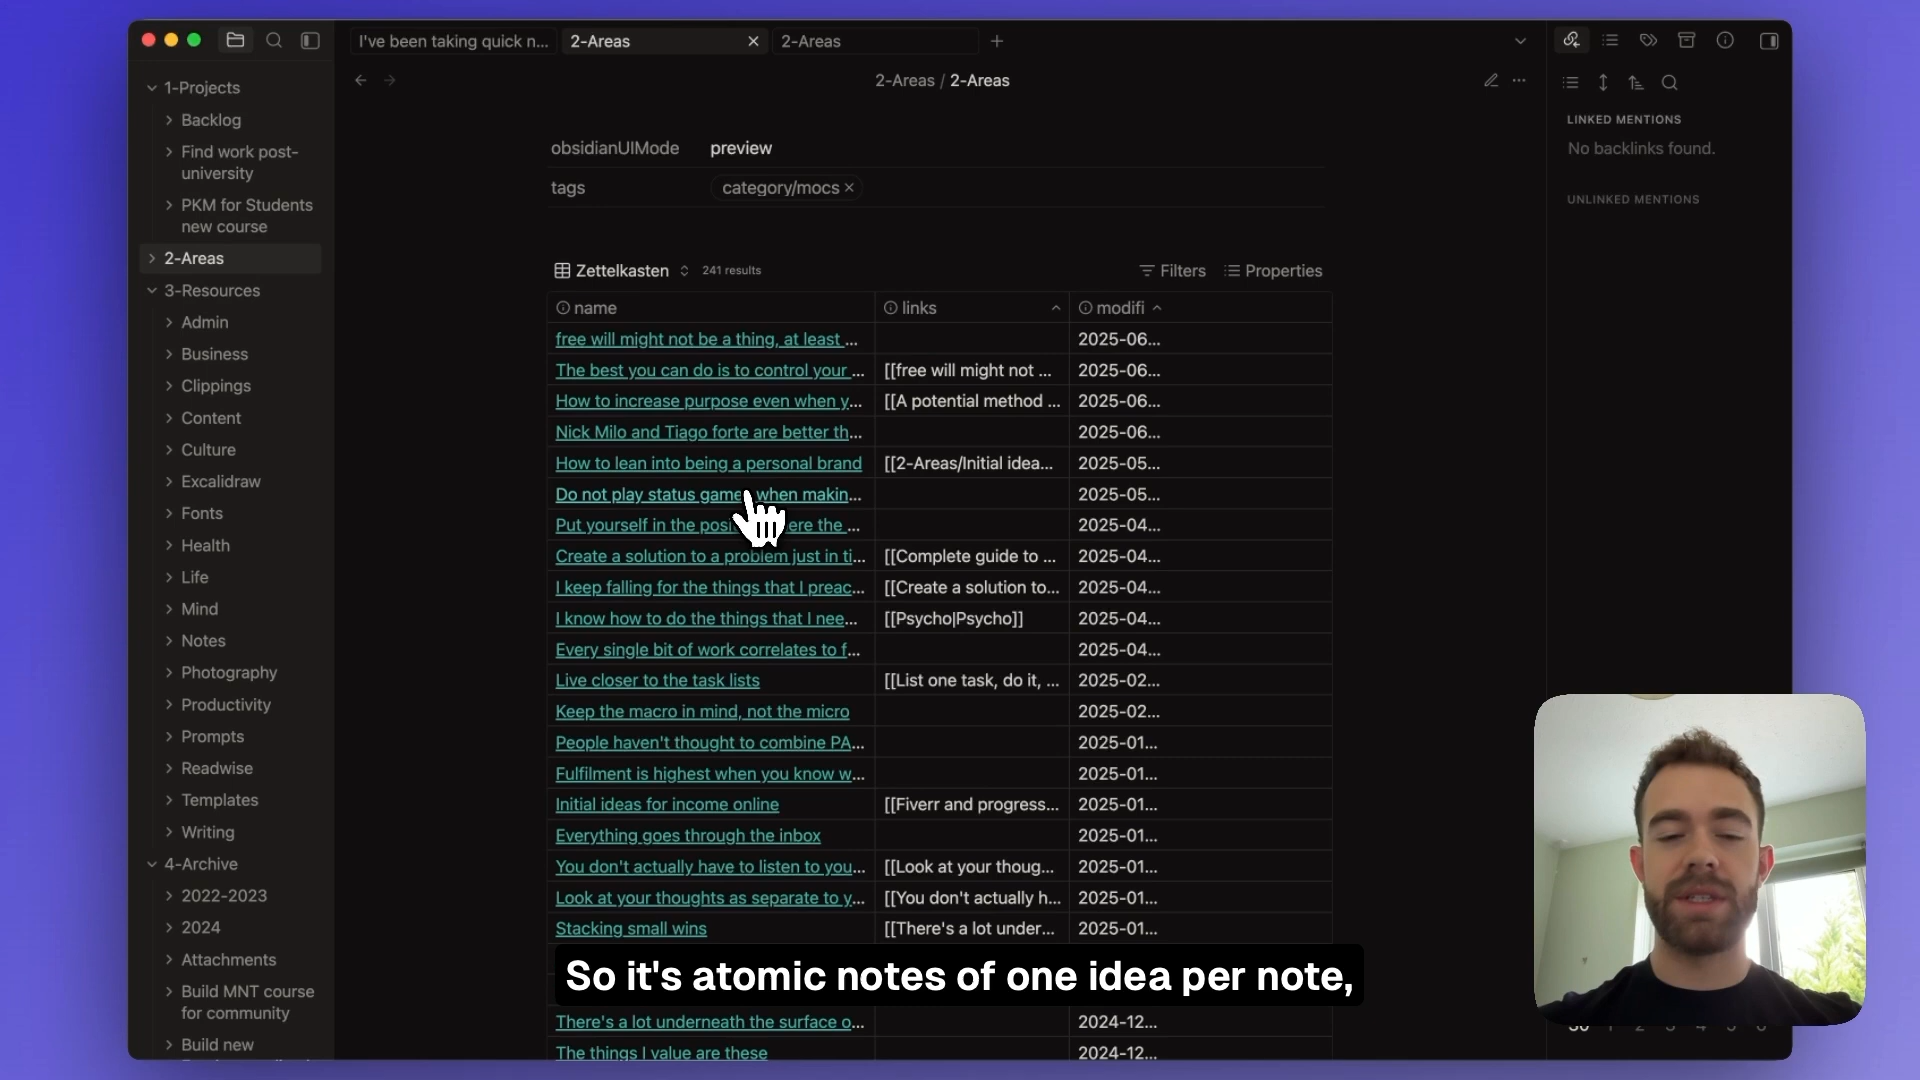 I've been taking quick n...
2-Areas
2-Areas
2-Areas / 2-Areas
1-Projects
Backlog
Find work post-
university
PKM for Students
new course
2-Areas
3-Resources
Admin
Business
Clippings
Content
Culture
Excalidraw
Fonts
Health
Life
Mind
Notes
Photography
Productivity
Prompts
Readwise
Templates
Writing
4-Archive
2022-2023
2024
Attachments
Build MNT course
for community
Build new
obsidianUIMode preview
tags category/mocs
Zettelkasten 241 results Filters Properties
name links modifi
free will might not be a thing, at least ... 2025-06...
The best you can do is to control your ... [[free will might not ... 2025-06...
How to increase purpose even when y... [[A potential method ... 2025-06...
Nick Milo and Tiago forte are better th... 2025-06...
How to lean into being a personal brand [[2-Areas/Initial idea... 2025-05...
Do not play status game when makin... 2025-05...
Put yourself in the posi ere the ... 2025-04...
Create a solution to a problem just in ti... [[Complete guide to ... 2025-04...
I keep falling for the things that I preac... [[Create a solution to... 2025-04...
I know how to do the things that I nee... [[Psycho|Psycho]] 2025-04...
Every single bit of work correlates to f... 2025-04...
Live closer to the task lists [[List one task, do it, ... 2025-02...
Keep the macro in mind, not the micro 2025-02...
People haven't thought to combine PA... 2025-01...
Fulfilment is highest when you know w... 2025-01...
Initial ideas for income online [[Fiverr and progress... 2025-01...
Everything goes through the inbox 2025-01...
You don't actually have to listen to you... [[Look at your thoug... 2025-01...
Look at your thoughts as separate to y... [[You don't actually h... 2025-01...
Stacking small wins [[There's a lot under... 2025-01...
So it's atomic notes of one idea per note,
There's a lot underneath the surface o... 2024-12...
The things I value are these 2024-12...
LINKED MENTIONS
No backlinks found.
UNLINKED MENTIONS